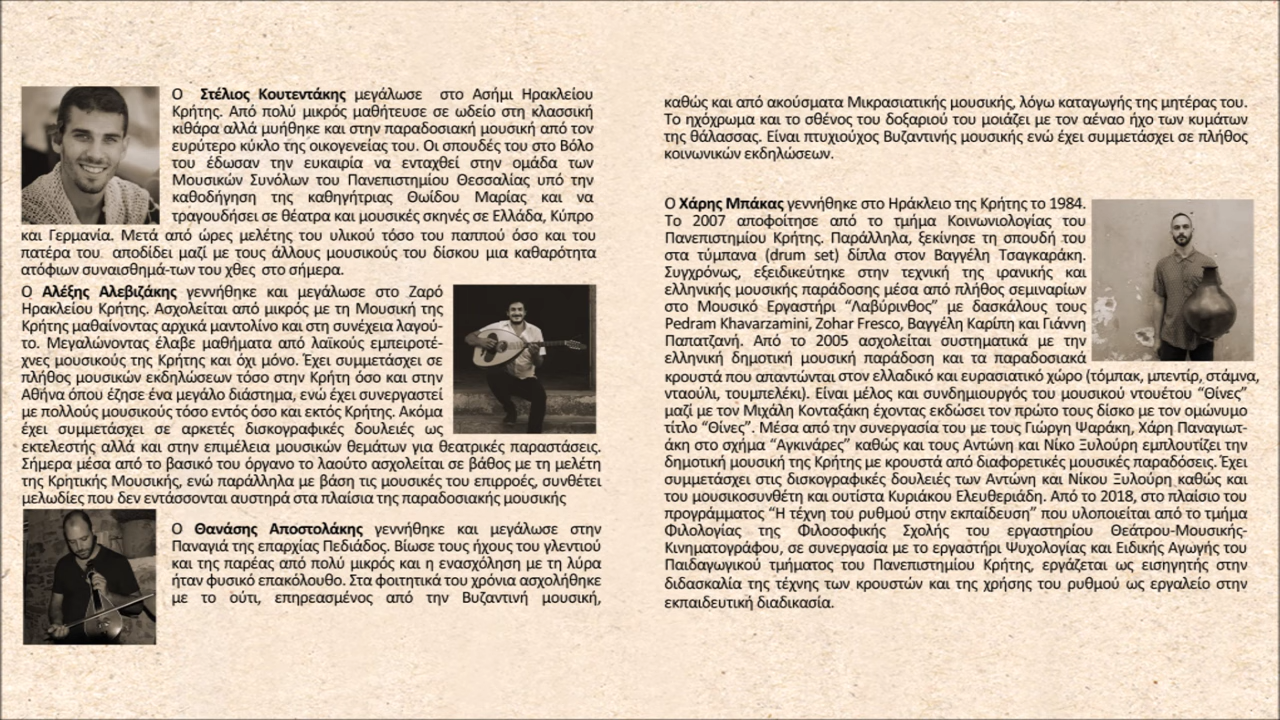 Ο Στέλιος Κουτεντάκης μεγάλωσε στο Ασήμι Ηρακλείου
Κρήτης. Από πολύ μικρός μαθήτευσε σε ωδείο στη κλασσική
κιθάρα αλλά μυήθηκε και στην παραδοσιακή μουσική από τον
ευρύτερο κύκλο της οικογενείας του. Οι σπουδές του στο Βόλο
του έδωσαν την ευκαιρία να ενταχθεί στην ομάδα των
Μουσικών Συνόλων του Πανεπιστημίου Θεσσαλίας υπό την
καθοδήγηση της καθηγήτριας Θωίδου Μαρίας και να
τραγουδήσει σε θέατρα και μουσικές σκηνές σε Ελλάδα, Κύπρο
και Γερμανία. Μετά από ώρες μελέτης του υλικού τόσο του παππού όσο και του
πατέρα του αποδίδει μαζί με τους άλλους μουσικούς του δίσκου μια καθαρότητα
ατόφιων συναισθημά-των του χθες στο σήμερα.
Ο Αλέξης Αλεβιζάκης γεννήθηκε και μεγάλωσε στο Ζαρό
Ηρακλείου Κρήτης. Ασχολείται από μικρός με τη Μουσική της
Κρήτης μαθαίνοντας αρχικά μαντολίνο και στη συνέχεια λαγού-
το. Μεγαλώνοντας έλαβε μαθήματα από λαϊκούς εμπειροτέ-
χνες μουσικούς της Κρήτης και όχι μόνο. Έχει συμμετάσχει σε
πλήθος μουσικών εκδηλώσεων τόσο στην Κρήτη όσο και στην
Αθήνα όπου έζησε ένα μεγάλο διάστημα, ενώ έχει συνεργαστεί
με πολλούς μουσικούς τόσο εντός όσο και εκτός Κρήτης. Ακόμα
έχει συμμετάσχει σε αρκετές δισκογραφικές δουλειές ως
εκτελεστής αλλά και στην επιμέλεια μουσικών θεμάτων για θεατρικές παραστάσεις.
Σήμερα μέσα από το βασικό του όργανο το λαούτο ασχολείται σε βάθος με τη μελέτη
της Κρητικής Μουσικής, ενώ παράλληλα με βάση τις μουσικές του επιρροές, συνθέτει
μελωδίες που δεν εντάσσονται αυστηρά στα πλαίσια της παραδοσιακής μουσικής
Ο Θανάσης Αποστολάκης γεννήθηκε και μεγάλωσε στην
Παναγιά της επαρχίας Πεδιάδος. Βίωσε τους ήχους του γλεντιού
και της παρέας από πολύ μικρός και η ενασχόληση με τη λύρα
ήταν φυσικό επακόλουθο. Στα φοιτητικά του χρόνια ασχολήθηκε
με το ούτι, επηρεασμένος από την Βυζαντινή μουσική,
καθώς και από ακούσματα Μικρασιατικής μουσικής, λόγω καταγωγής της μητέρας του.
Το ηχόχρωμα και το σθένος του δοξαριού του μοιάζει με τον αέναο ήχο των κυμάτων
της θάλασσας. Είναι πτυχιούχος Βυζαντινής μουσικής ενώ έχει συμμετάσχει σε πλήθος
κοινωνικών εκδηλώσεων.
Ο Χάρης Μπάκας γεννήθηκε στο Ηράκλειο της Κρήτης το 1984.
Το 2007 αποφοίτησε από το τμήμα Κοινωνιολογίας του
Πανεπιστημίου Κρήτης. Παράλληλα, ξεκίνησε τη σπουδή του
στα τύμπανα (drum set) δίπλα στον Βαγγέλη Τσαγκαράκη.
Συγχρόνως, εξειδικεύτηκε στην τεχνική της ιρανικής και
ελληνικής μουσικής παράδοσης μέσα από πλήθος σεμιναρίων
στο Μουσικό Εργαστήρι “Λαβύρινθος” με δασκάλους τους
Pedram Khavarzamini, Zohar Fresco, Βαγγέλη Καρίπη και Γιάννη
Παπατζανή. Από το 2005 ασχολείται συστηματικά με την
ελληνική δημοτική μουσική παράδοση και τα παραδοσιακά
κρουστά που απαντώνται στον ελλαδικό και ευρασιατικό χώρο (τόμπακ, μπεντίρ, στάμνα,
νταούλι, τουμπελέκι). Είναι μέλος και συνδημιουργός του μουσικού ντουέτου “Θίνες”
μαζί με τον Μιχάλη Κονταξάκη έχοντας εκδώσει τον πρώτο τους δίσκο με τον ομώνυμο
τίτλο “Θίνες”. Μέσα από την συνεργασία του με τους Γιώργη Ψαράκη, Χάρη Παναγιωτ-
άκη στο σχήμα “Αγκινάρες” καθώς και τους Αντώνη και Νίκο Ξυλούρη εμπλουτίζει την
δημοτική μουσική της Κρήτης με κρουστά από διαφορετικές μουσικές παραδόσεις. Έχει
συμμετάσχει στις δισκογραφικές δουλειές των Αντώνη και Νίκου Ξυλούρη καθώς και
του μουσικοσυνθέτη και ουτίστα Κυριάκου Ελευθεριάδη. Από το 2018, στο πλαίσιο του
προγράμματος “Η τέχνη του ρυθμού στην εκπαίδευση” που υλοποιείται από το τμήμα
Φιλολογίας της Φιλοσοφικής Σχολής του εργαστηρίου Θεάτρου-Μουσικής-
Κινηματογράφου, σε συνεργασία με το εργαστήρι Ψυχολογίας και Ειδικής Αγωγής του
Παιδαγωγικού τμήματος του Πανεπιστημίου Κρήτης, εργάζεται ως εισηγητής στην
διδασκαλία της τέχνης των κρουστών και της χρήσης του ρυθμού ως εργαλείο στην
εκπαιδευτική διαδικασία.